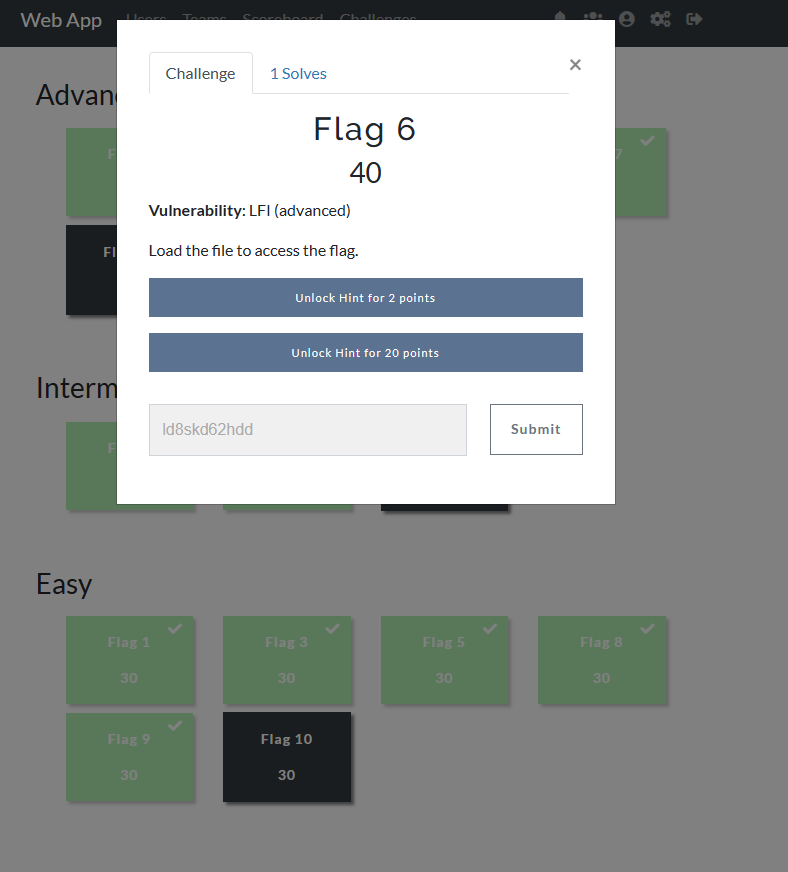 Web App Users Teams Scoreboard Challenges
Challenge 1 Solves ×
Flag 6
40
Vulnerability: LFI (advanced)
Load the file to access the flag.
Unlock Hint for 2 points
Unlock Hint for 20 points
ld8skd62hdd Submit
Advan
F 7
Fl
Interm
F
Easy
Flag 1 Flag 3 Flag 5 Flag 8
30 30 30 30
Flag 9 Flag 10
30 30